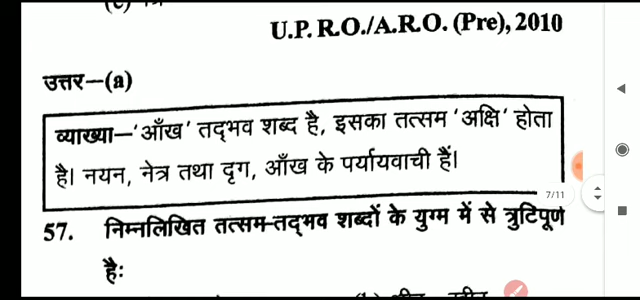 U.P. R.O./A.R.O. (Pre), 2010
उत्तर—(a)
व्याख्या—'आँख' तद्भव शब्द है, इसका तत्सम 'अक्षि' होता
है। नयन, नेत्र तथा दृग, आँख के पर्यायवाची हैं।
7/11
57. निम्नलिखित तत्सम-तद्भव शब्दों के युग्म में से त्रुटिपूर्ण
है: